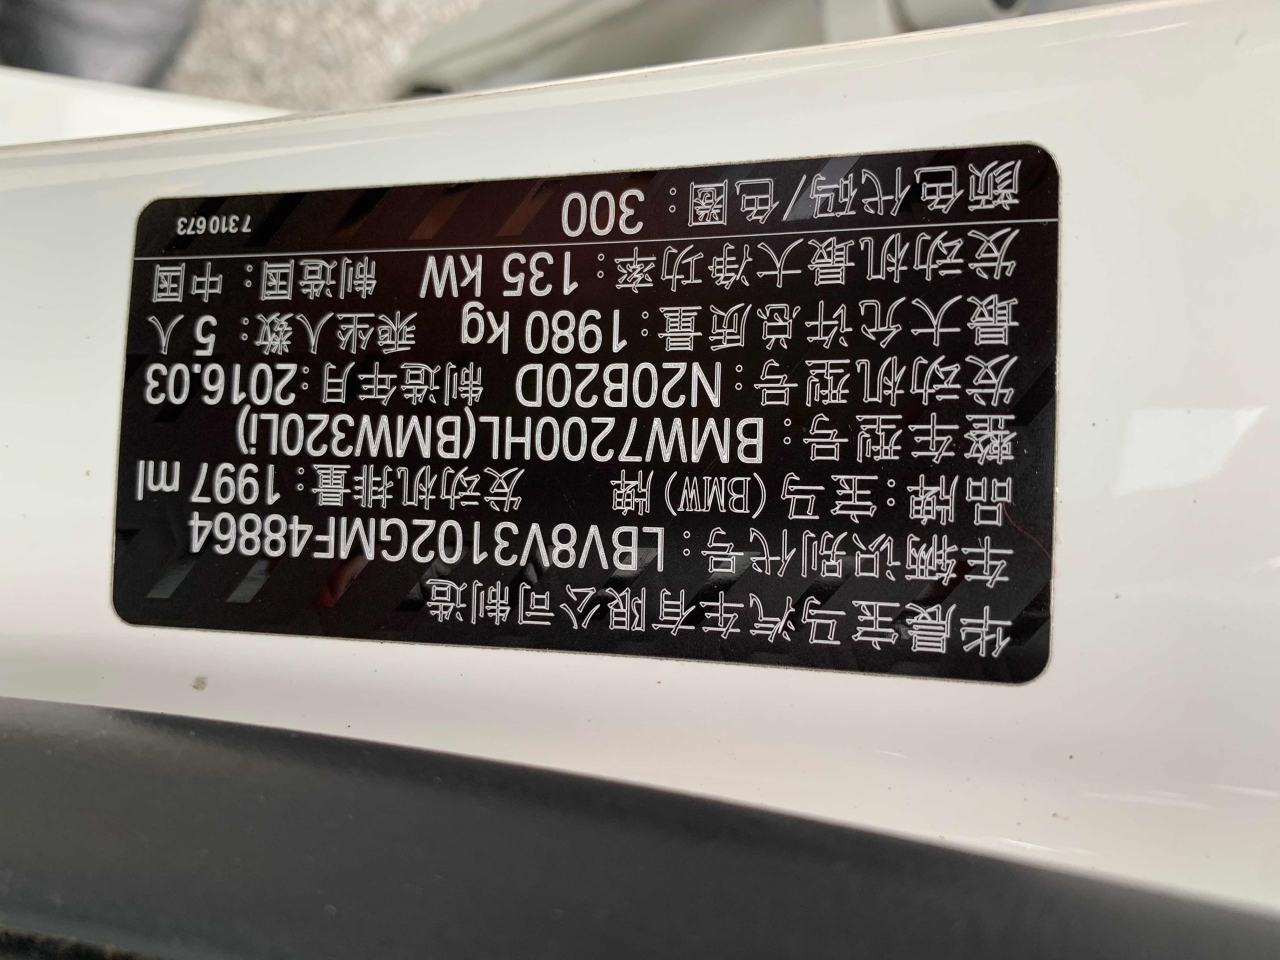 华晨宝马汽车有限公司制造
车辆识别代号：LBV8V3102GMF48864
品牌：宝马(BMW)牌 发动机排量：1997 ml
整车型号：BMW7200HL(BMW320Li)
发动机型号：N20B20D 制造年月：2016.03
最大允许总质量：1980 kg 乘坐人数：5 人
发动机最大净功率：135 kW 制造国：中国
颜色代码/色圈：300 7 310 673